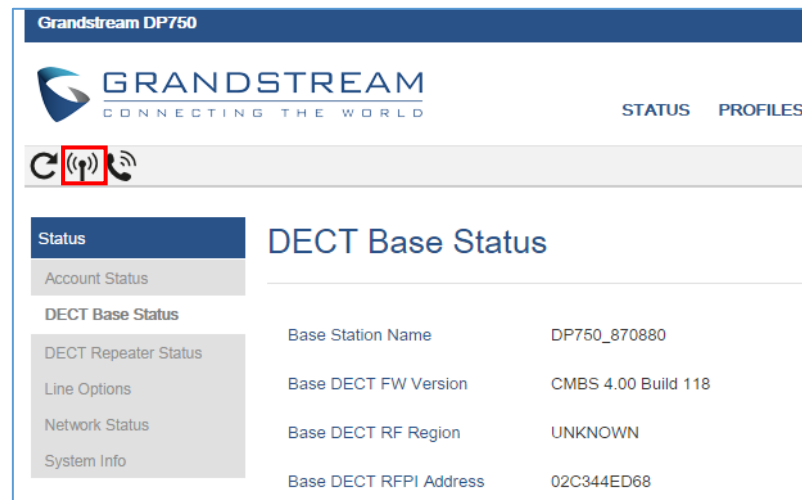 Grandstream DP750
GRANDSTREAM
CONNECTING THE WORLD
STATUS PROFILES
Status
Account Status
DECT Base Status
DECT Repeater Status
Line Options
Network Status
System Info
DECT Base Status
Base Station Name DP750_870880
Base DECT FW Version CMBS 4.00 Build 118
Base DECT RF Region UNKNOWN
Base DECT RFPI Address 02C344ED68